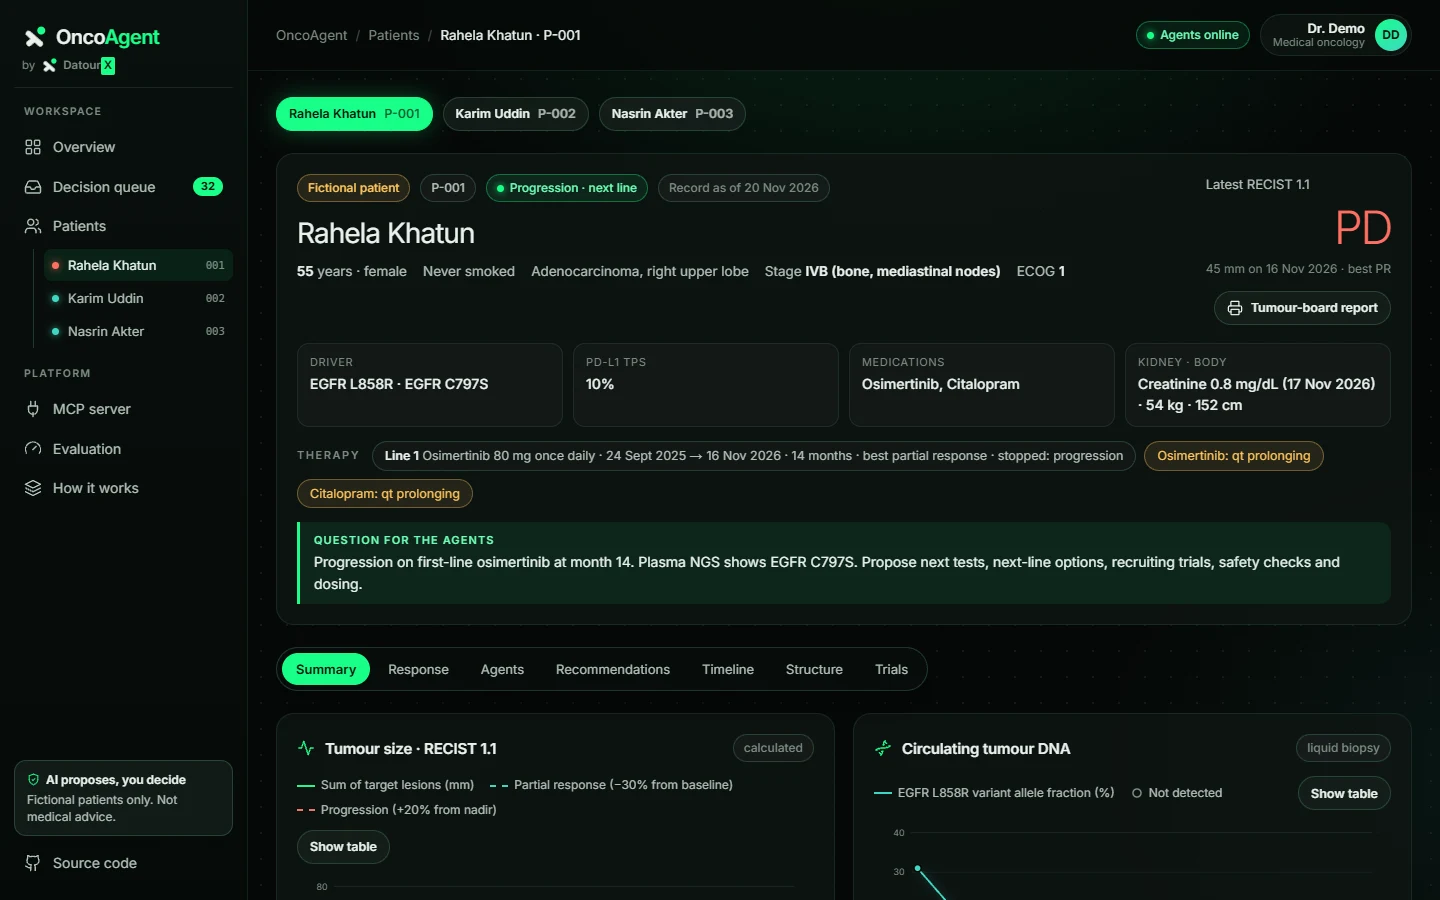 OncoAgent
by DatourX
WORKSPACE
Overview
Decision queue 32
Patients
Rahela Khatun 001
Karim Uddin 002
Nasrin Akter 003
PLATFORM
MCP server
Evaluation
How it works
AI proposes, you decide
Fictional patients only. Not
medical advice.
Source code
OncoAgent / Patients / Rahela Khatun · P-001
Agents online
Dr. Demo
Medical oncology
DD
Rahela Khatun P-001
Karim Uddin P-002
Nasrin Akter P-003
Fictional patient
P-001
Progression · next line
Record as of 20 Nov 2026
Rahela Khatun
55 years · female Never smoked Adenocarcinoma, right upper lobe Stage IVB (bone, mediastinal nodes) ECOG 1
Latest RECIST 1.1
PD
45 mm on 16 Nov 2026 · best PR
Tumour-board report
DRIVER
EGFR L858R · EGFR C797S
PD-L1 TPS
10%
MEDICATIONS
Osimertinib, Citalopram
KIDNEY · BODY
Creatinine 0.8 mg/dL (17 Nov 2026)
· 54 kg · 152 cm
THERAPY
Line 1 Osimertinib 80 mg once daily · 24 Sept 2025 → 16 Nov 2026 · 14 months · best partial response · stopped: progression
Osimertinib: qt prolonging
Citalopram: qt prolonging
QUESTION FOR THE AGENTS
Progression on first-line osimertinib at month 14. Plasma NGS shows EGFR C797S. Propose next tests, next-line options, recruiting trials, safety checks and
dosing.
Summary
Response
Agents
Recommendations
Timeline
Structure
Trials
Tumour size · RECIST 1.1
calculated
Sum of target lesions (mm)
Partial response (−30% from baseline)
Progression (+20% from nadir)
Show table
80
Circulating tumour DNA
liquid biopsy
EGFR L858R variant allele fraction (%)
Not detected
Show table
40
30